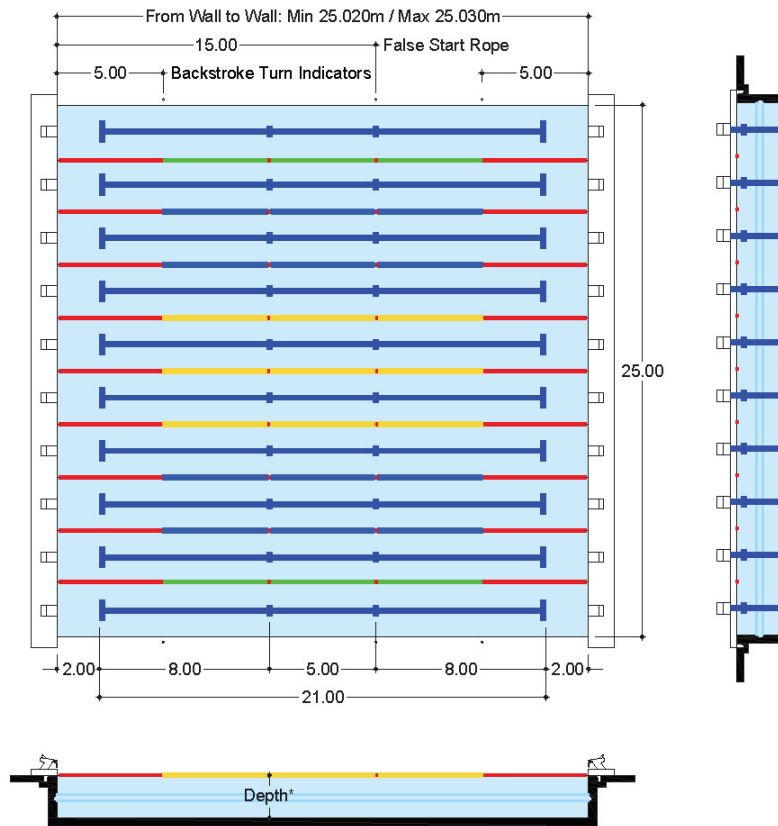 From Wall to Wall: Min 25.020m / Max 25.030m
15.00 False Start Rope
5.00 Backstroke Turn Indicators 5.00
25.00
2.00 8.00 5.00 8.00 2.00
21.00
Depth*